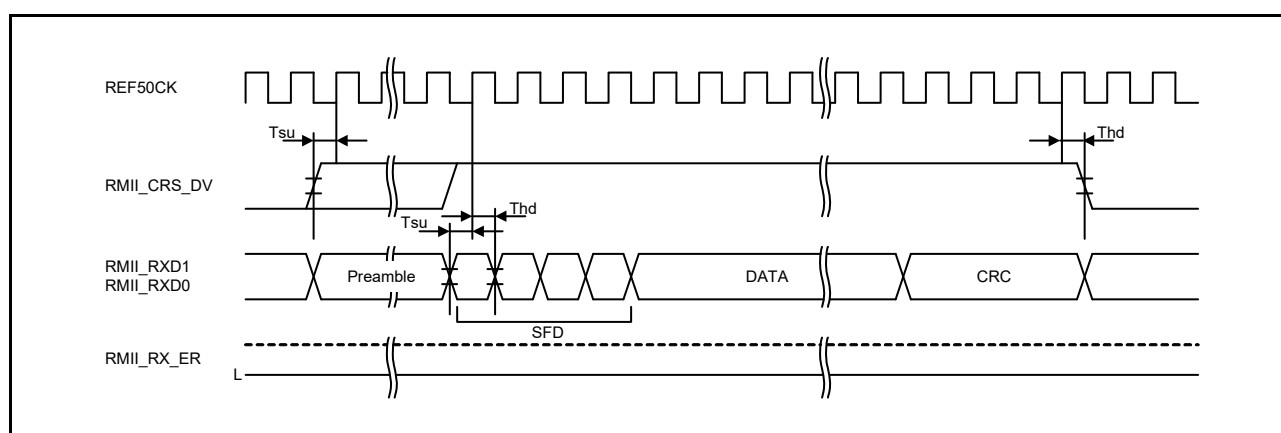 REF50CK
Tsu
Thd
RMII_CRS_DV
Tsu
Thd
RMII_RXD1
RMII_RXD0
Preamble
DATA
CRC
SFD
RMII_RX_ER
L